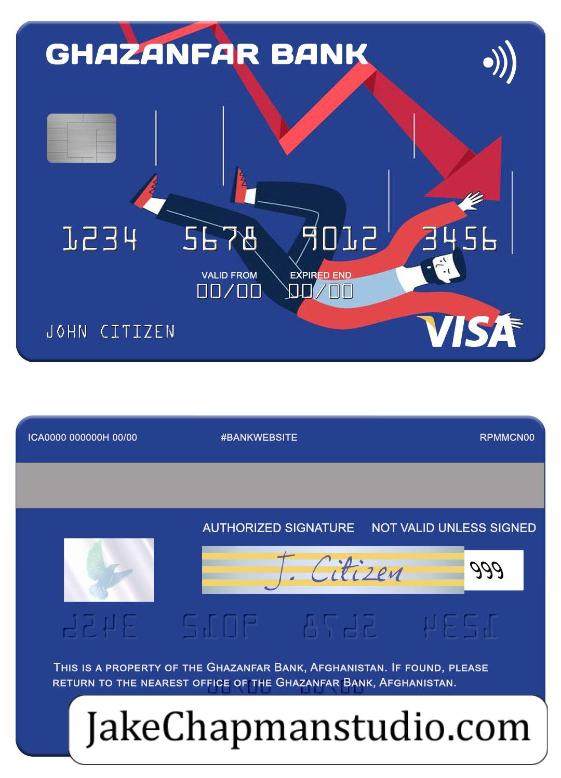 GHAZANFAR BANK
1234 5678 9012 3456
VALID FROM EXPIRED END
00/00 00/00
JOHN CITIZEN
VISA
ICA0000 000000H 00/00 #BANKWEBSITE RPMMCN00
AUTHORIZED SIGNATURE NOT VALID UNLESS SIGNED
J. Citizen 999
THIS IS A PROPERTY OF THE GHAZANFAR BANK, AFGHANISTAN. IF FOUND, PLEASE
RETURN TO THE NEAREST OFFICE OF THE GHAZANFAR BANK, AFGHANISTAN.
JakeChapmanstudio.com